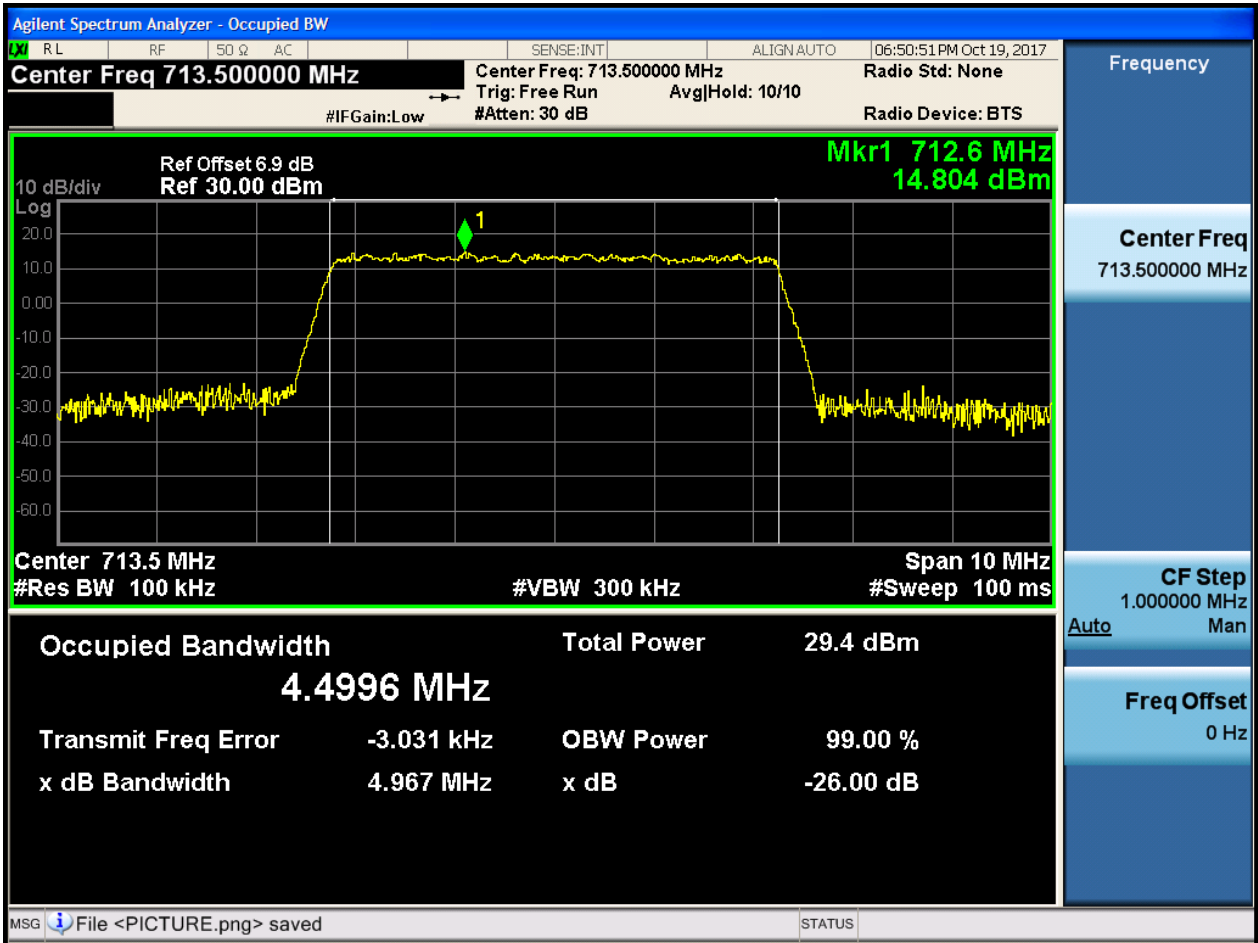 Agilent Spectrum Analyzer - Occupied BW
LXI RL RF 50 Ω AC SENSE:INT ALIGN AUTO 06:50:51 PM Oct 19, 2017
Center Freq 713.500000 MHz
Center Freq: 713.500000 MHz Radio Std: None
Trig: Free Run Avg|Hold: 10/10
#IFGain:Low #Atten: 30 dB Radio Device: BTS
Frequency
Mkr1 712.6 MHz
14.804 dBm
Ref Offset 6.9 dB
10 dB/div Ref 30.00 dBm
Log
1
20.0
10.0
0.00
-10.0
-20.0
-30.0
-40.0
-50.0
-60.0
Center 713.5 MHz Span 10 MHz
#Res BW 100 kHz #VBW 300 kHz #Sweep 100 ms
Center Freq
713.500000 MHz
CF Step
1.000000 MHz
Auto Man
Freq Offset
0 Hz
Occupied Bandwidth Total Power 29.4 dBm
4.4996 MHz
Transmit Freq Error -3.031 kHz OBW Power 99.00 %
x dB Bandwidth 4.967 MHz x dB -26.00 dB
MSG File <PICTURE.png> saved STATUS